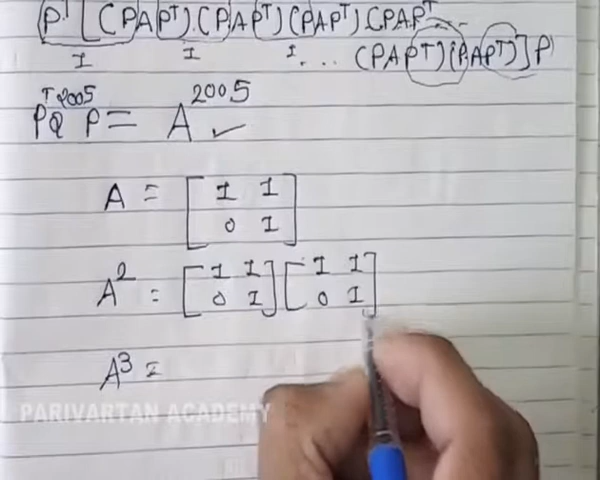 [P^T [(PAP^T).(PAP^T)(PAP^T)(PAP^T...
I I I... (PAP^T)(PAP^T)]P
P^T Q^2005 P = A^2005 ✓
A = [1 1
0 1]
A^2 = [1 1 [1 1
0 1] 0 1]
A^3 =
PARIVARTAN ACADEMY